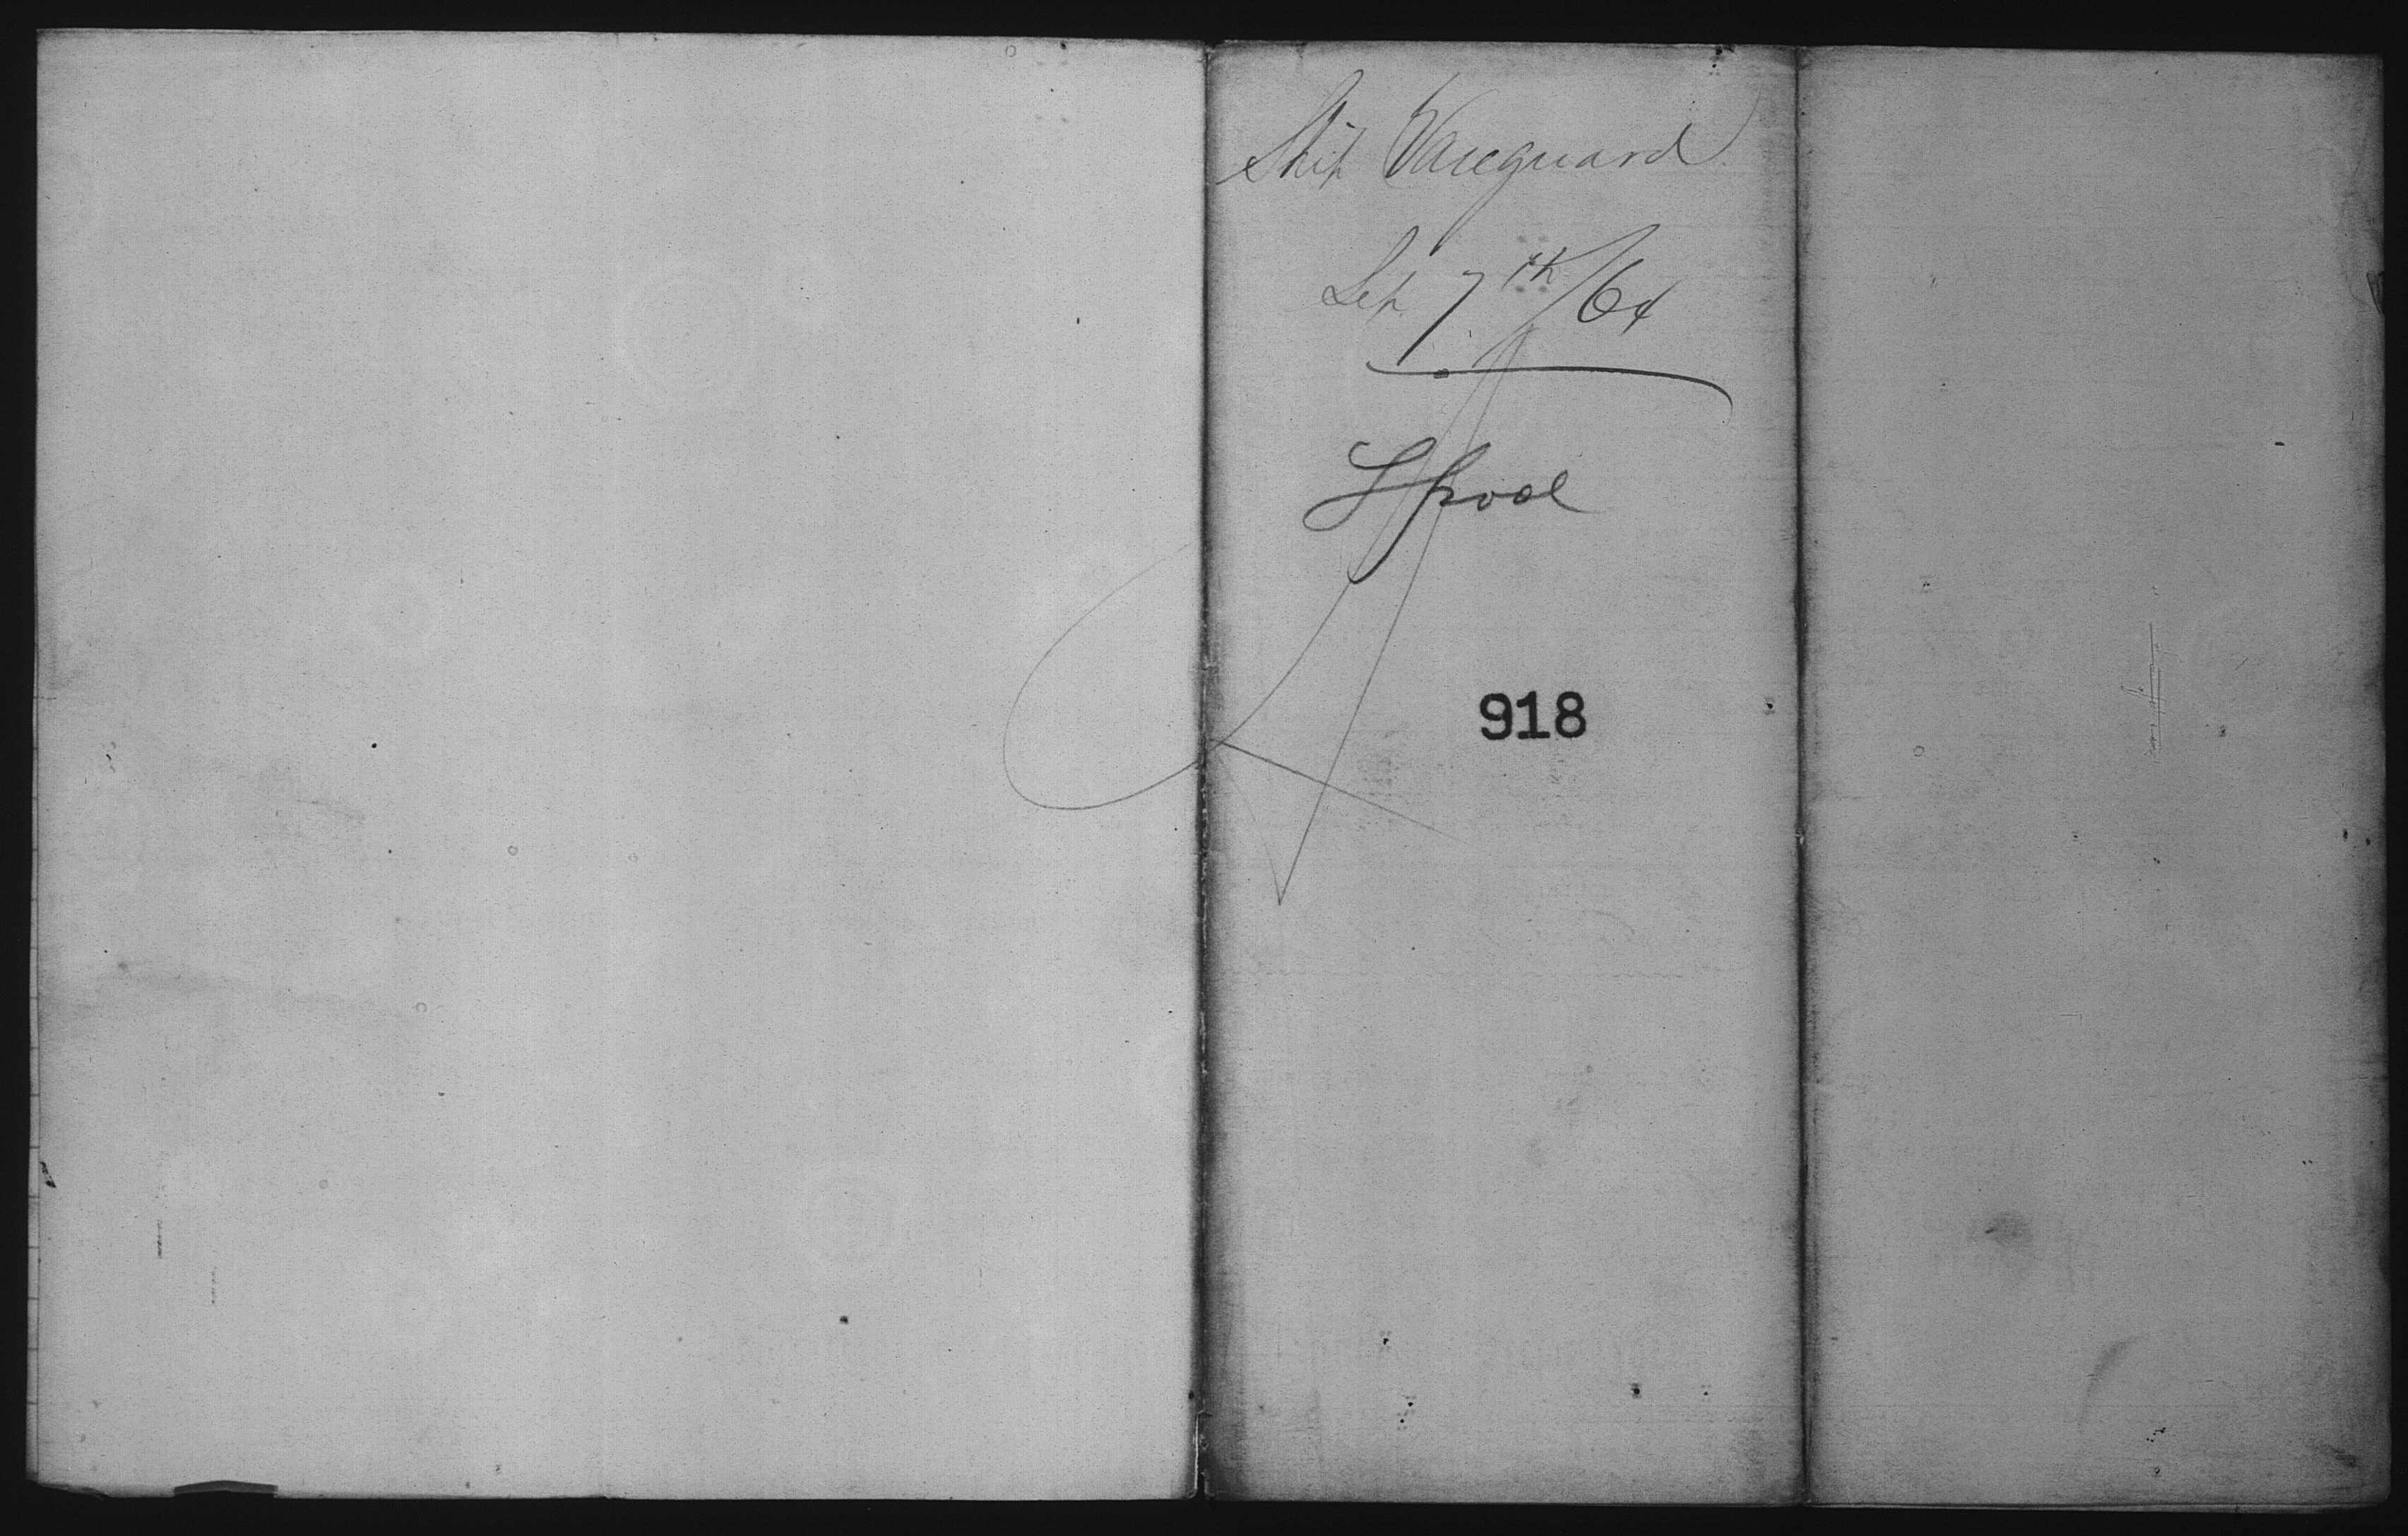 Ship Vanguard
Sep 7th/64
Lpool
918